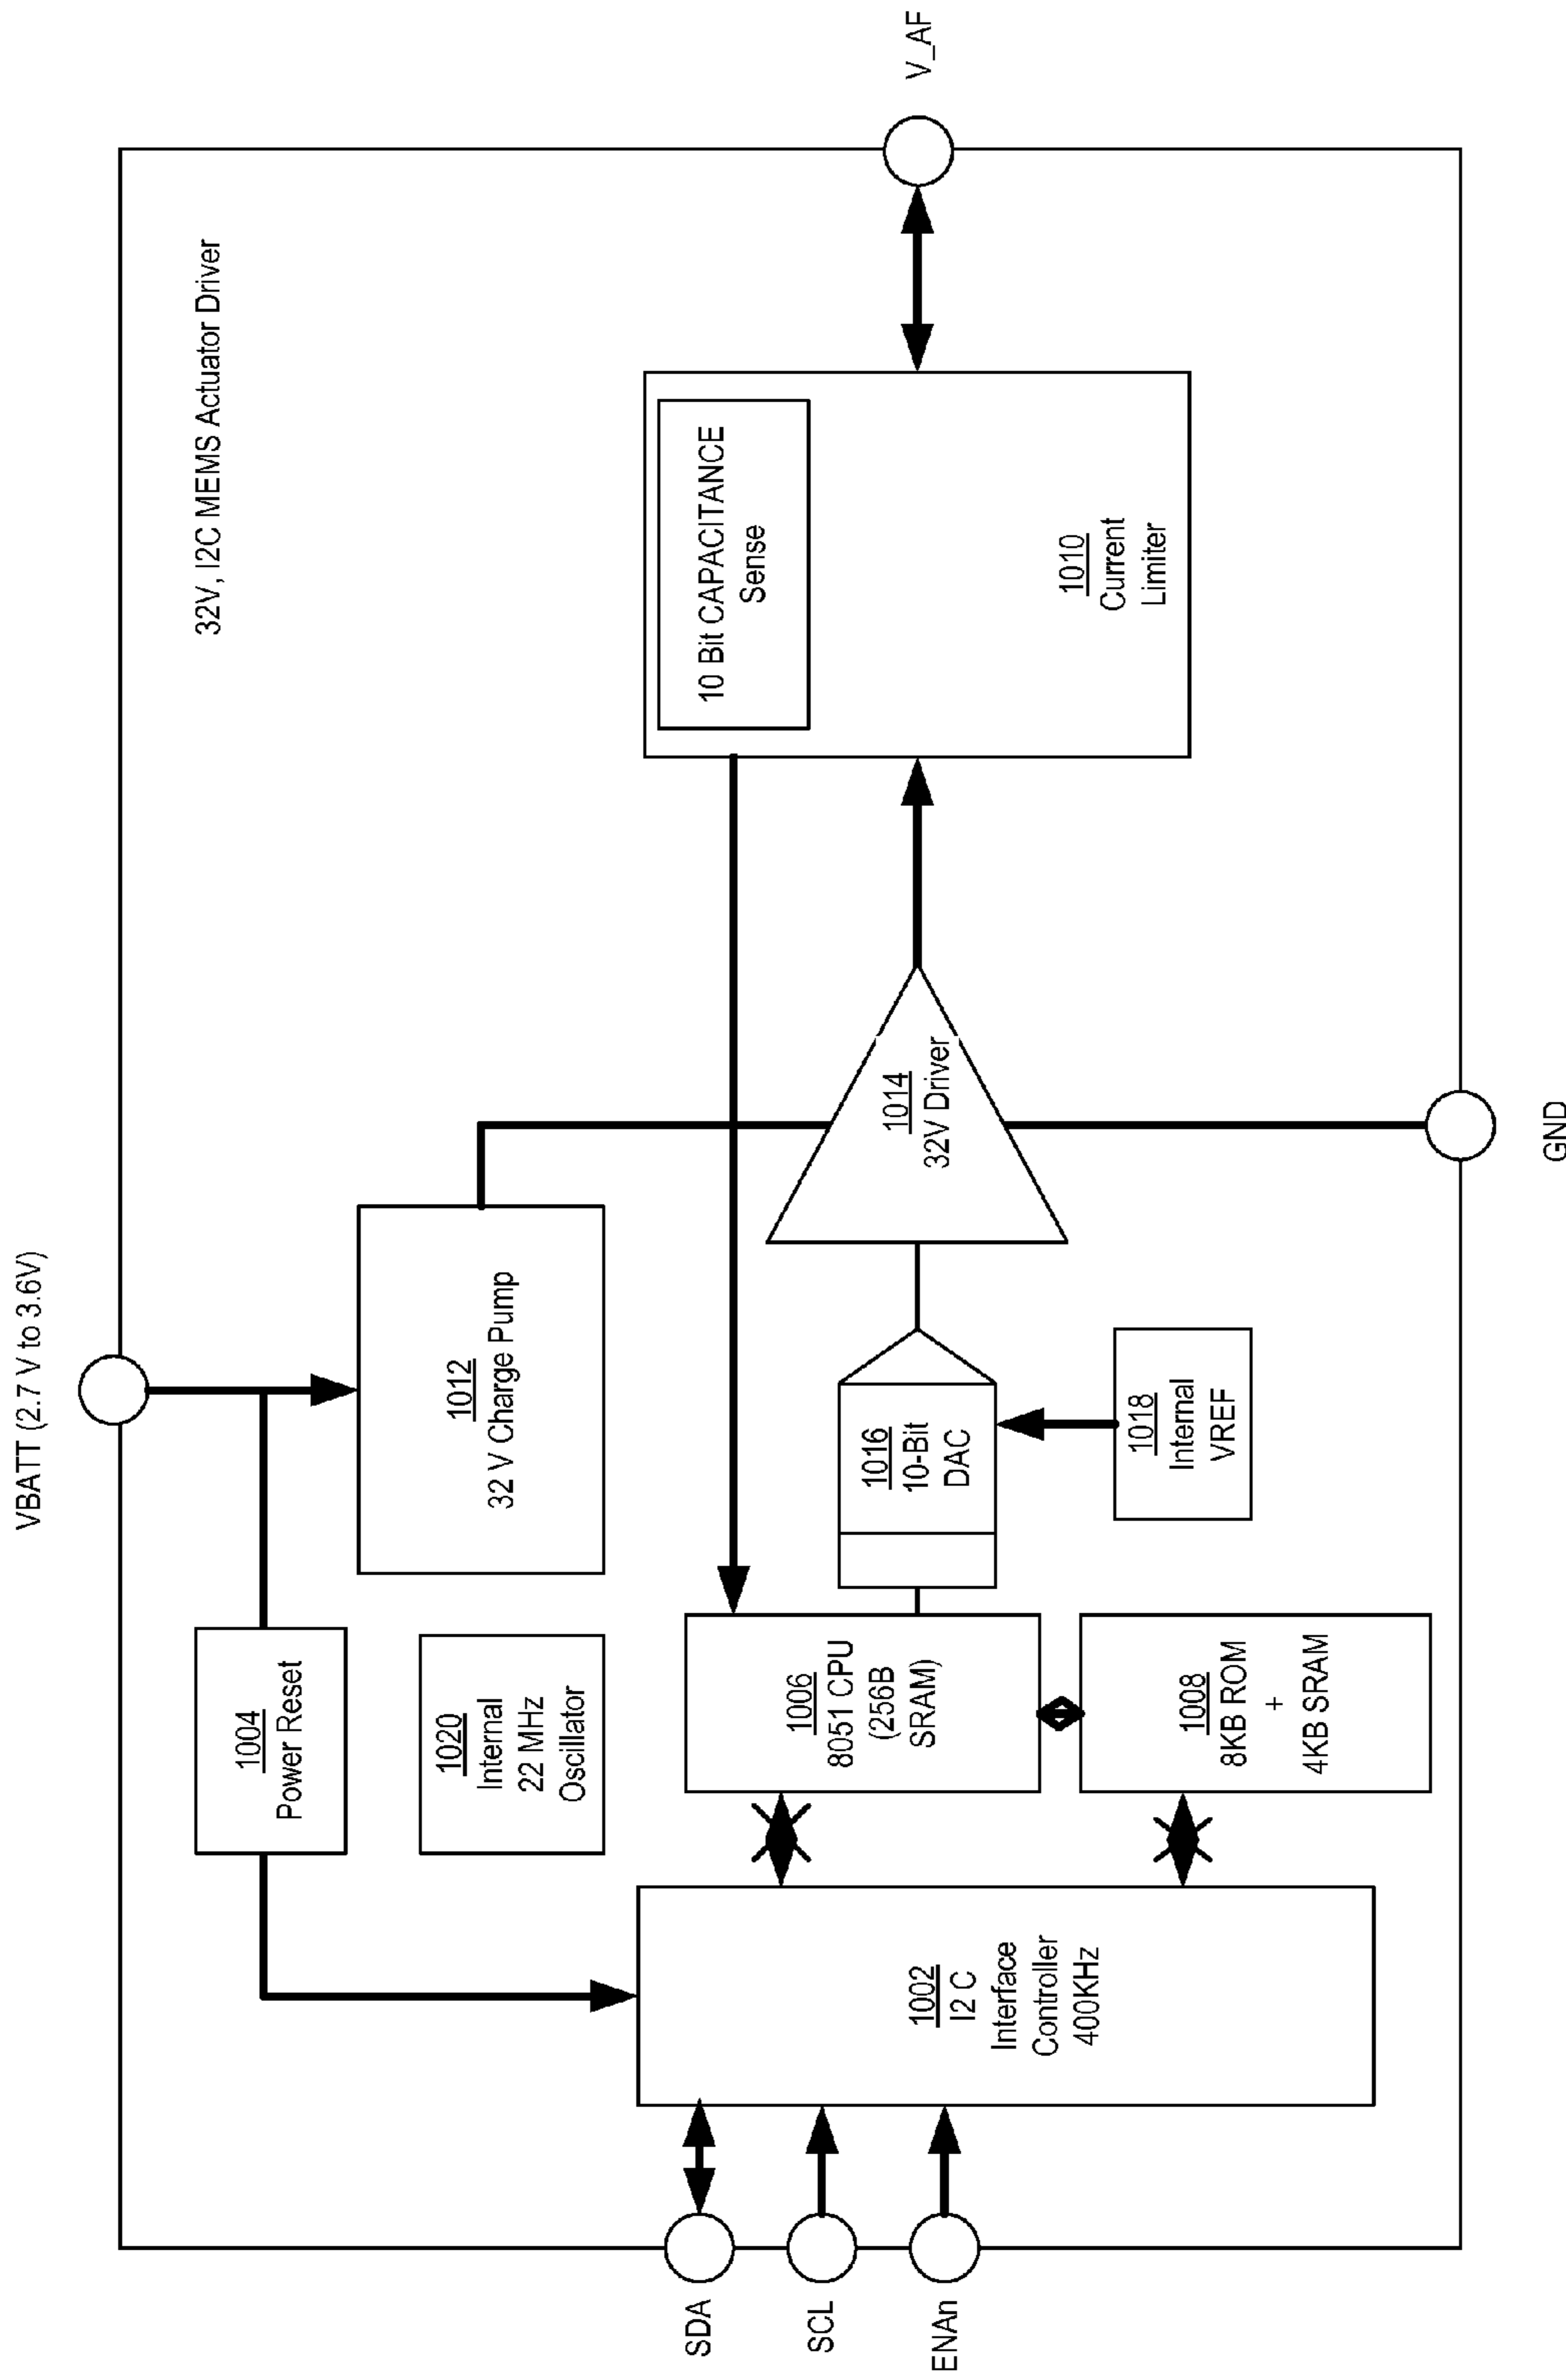 32V, I2C MEMS Actuator Driver
VBATT (2.7 V to 3.6V)
1004
Power Reset
1020
Internal
22 MHz
Oscillator
1012
32 V Charge Pump
10 Bit CAPACITANCE
Sense
1010
Current
Limiter
V_AF
SDA
SCL
ENAn
1002
I2 C
Interface
Controller
400KHz
1006
8051 CPU
(256B
SRAM)
1008
8KB ROM
+
4KB SRAM
1016
10-Bit
DAC
1018
Internal
VREF
1014
32V Driver
GND